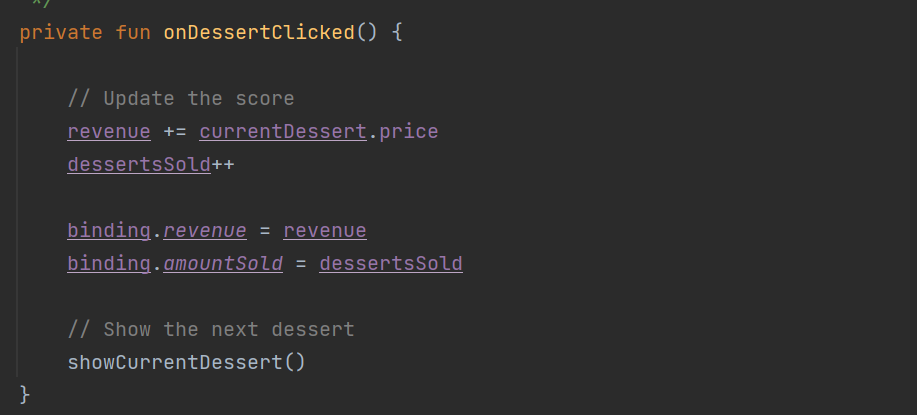 */
private fun onDessertClicked() {
// Update the score
revenue += currentDessert.price
dessertsSold++
binding.revenue = revenue
binding.amountSold = dessertsSold
// Show the next dessert
showCurrentDessert()
}